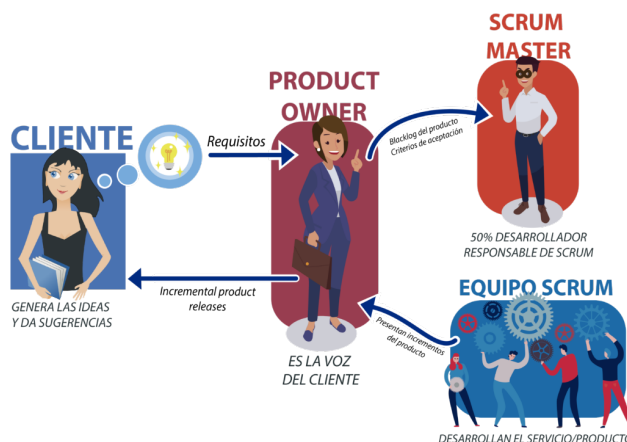 SCRUM
MASTER
PRODUCT
OWNER
CLIENTE
Requisitos
Blacklog del producto
Criterios de aceptación
50% DESARROLLADOR
RESPONSABLE DE SCRUM
Incremental product
releases
GENERA LAS IDEAS
Y DA SUGERENCIAS
EQUIPO SCRUM
Presentan incrementos
del producto
ES LA VOZ
DEL CLIENTE
DESARROLLAN EL SERVICIO/PRODUCTO